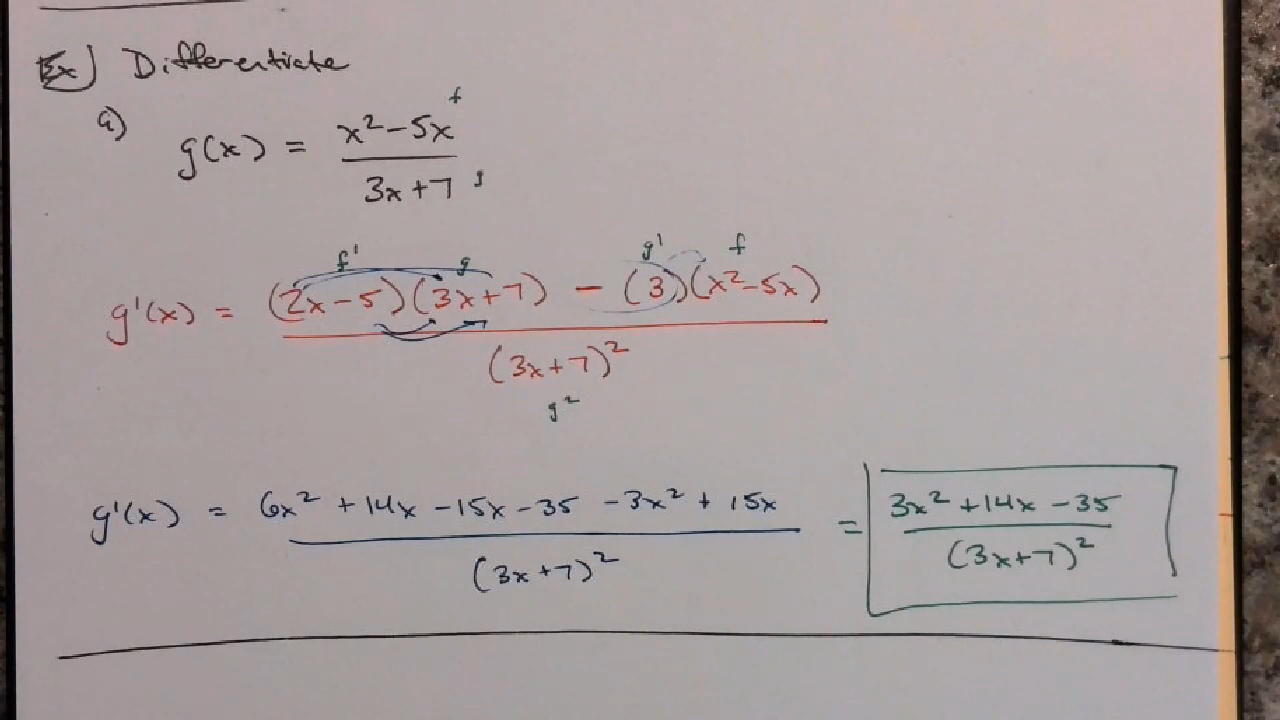 Ex) Differentiate
a)
f
g(x) = x²-5x / 3x+7
g
f' g g' f
g'(x) = (2x-5)(3x+7) - (3)(x²-5x) / (3x+7)²
g²
g'(x) = 6x² +14x -15x -35 -3x² + 15x / (3x+7)² = 3x² +14x -35 / (3x+7)²